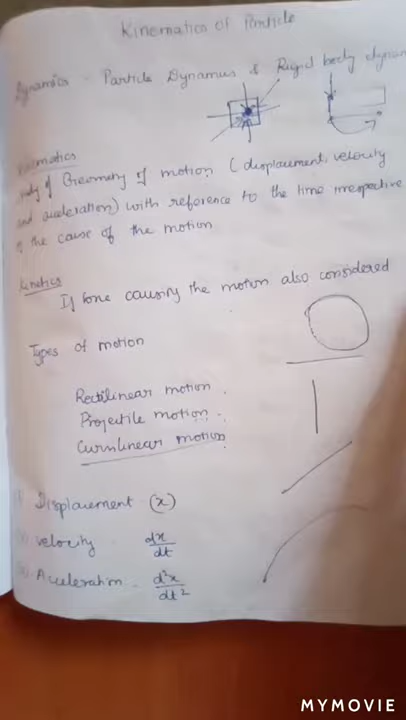 Kinematics of Particle
Dynamics - Particle Dynamics & Rigid body dynam
Kinematics
study of Geometry of motion (displacement, velocity
and acceleration) with reference to the time irrespective
of the cause of the motion
Kinetics
If force causing the motion also considered
Types of motion
Rectilinear motion.
Projectile motion.
Curvilinear motion
Displacement (x)
velocity dx/dt
Acceleration - d²x/dt²
MYMOVIE